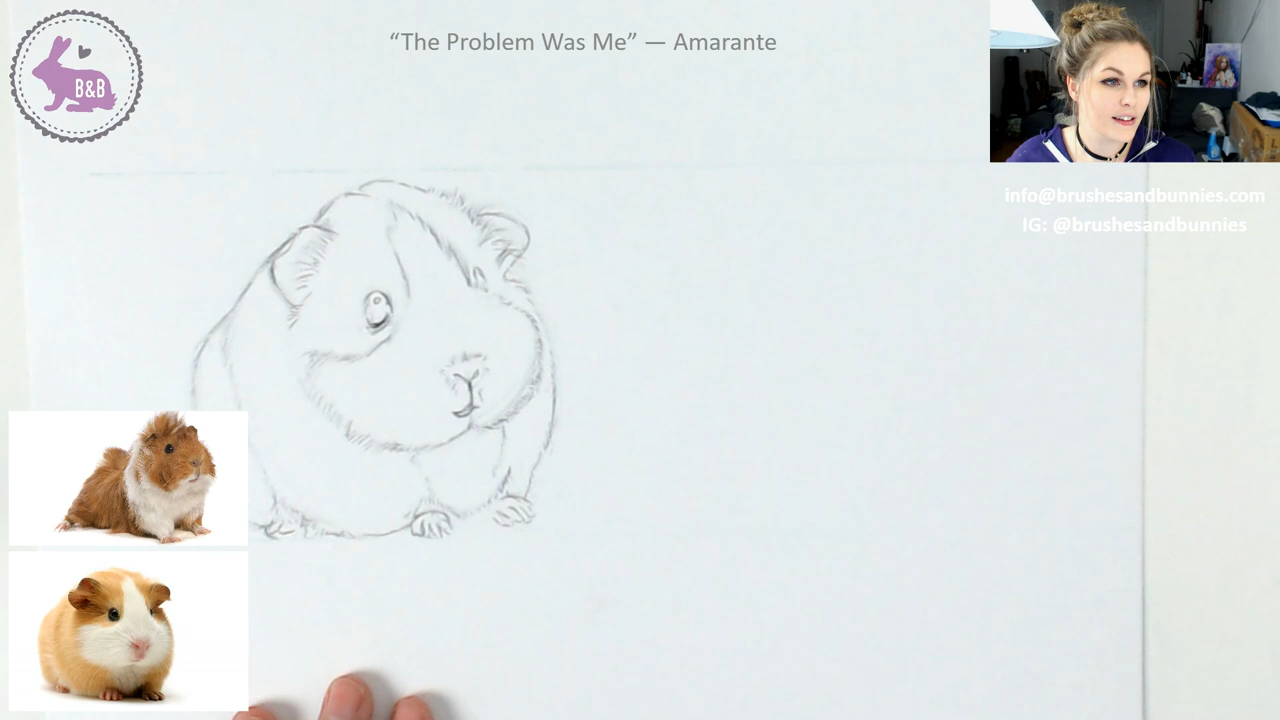 “The Problem Was Me” — Amarante
B&B
info@brushesandbunnies.com
IG: @brushesandbunnies